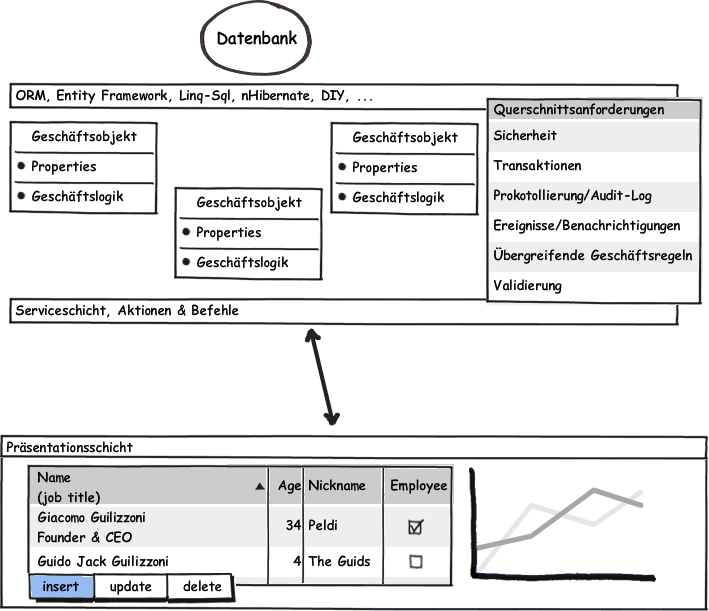 Datenbank
ORM, Entity Framework, Linq-Sql, nHibernate, DIY, ...
Geschäftsobjekt
Properties
Geschäftslogik
Geschäftsobjekt
Properties
Geschäftslogik
Geschäftsobjekt
Properties
Geschäftslogik
Querschnittsanforderungen
Sicherheit
Transaktionen
Prokotollierung/Audit-Log
Ereignisse/Benachrichtigungen
Übergreifende Geschäftsregeln
Validierung
Serviceschicht, Aktionen & Befehle
Präsentationsschicht
Name
(job title)
Age
Nickname
Employee
Giacomo Guilizzoni
Founder & CEO
34
Peldi
Guido Jack Guilizzoni
4
The Guids
insert
update
delete